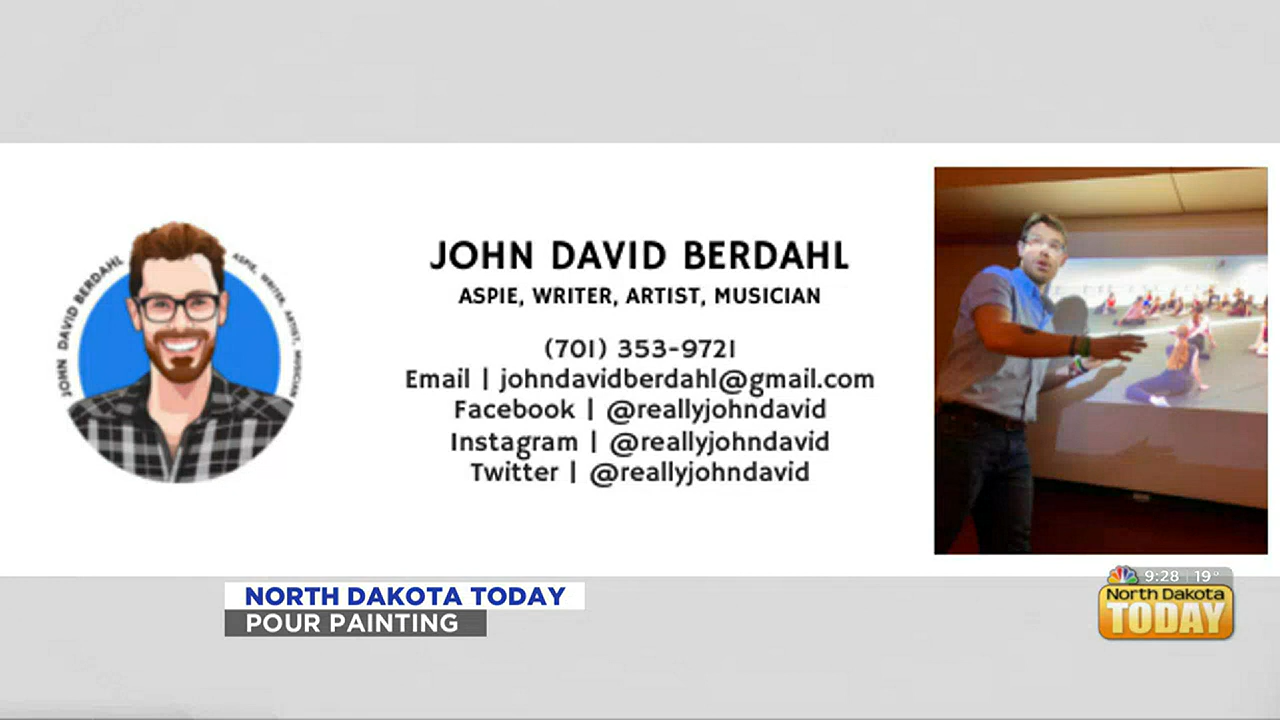 JOHN DAVID BERDAHL
ASPIE, WRITER, ARTIST, MUSICIAN
JOHN DAVID BERDAHL
ASPIE, WRITER, ARTIST, MUSICIAN
(701) 353-9721
Email | johndavidberdahl@gmail.com
Facebook | @reallyjohndavid
Instagram | @reallyjohndavid
Twitter | @reallyjohndavid
NORTH DAKOTA TODAY
POUR PAINTING
9:28 19°
North Dakota
TODAY